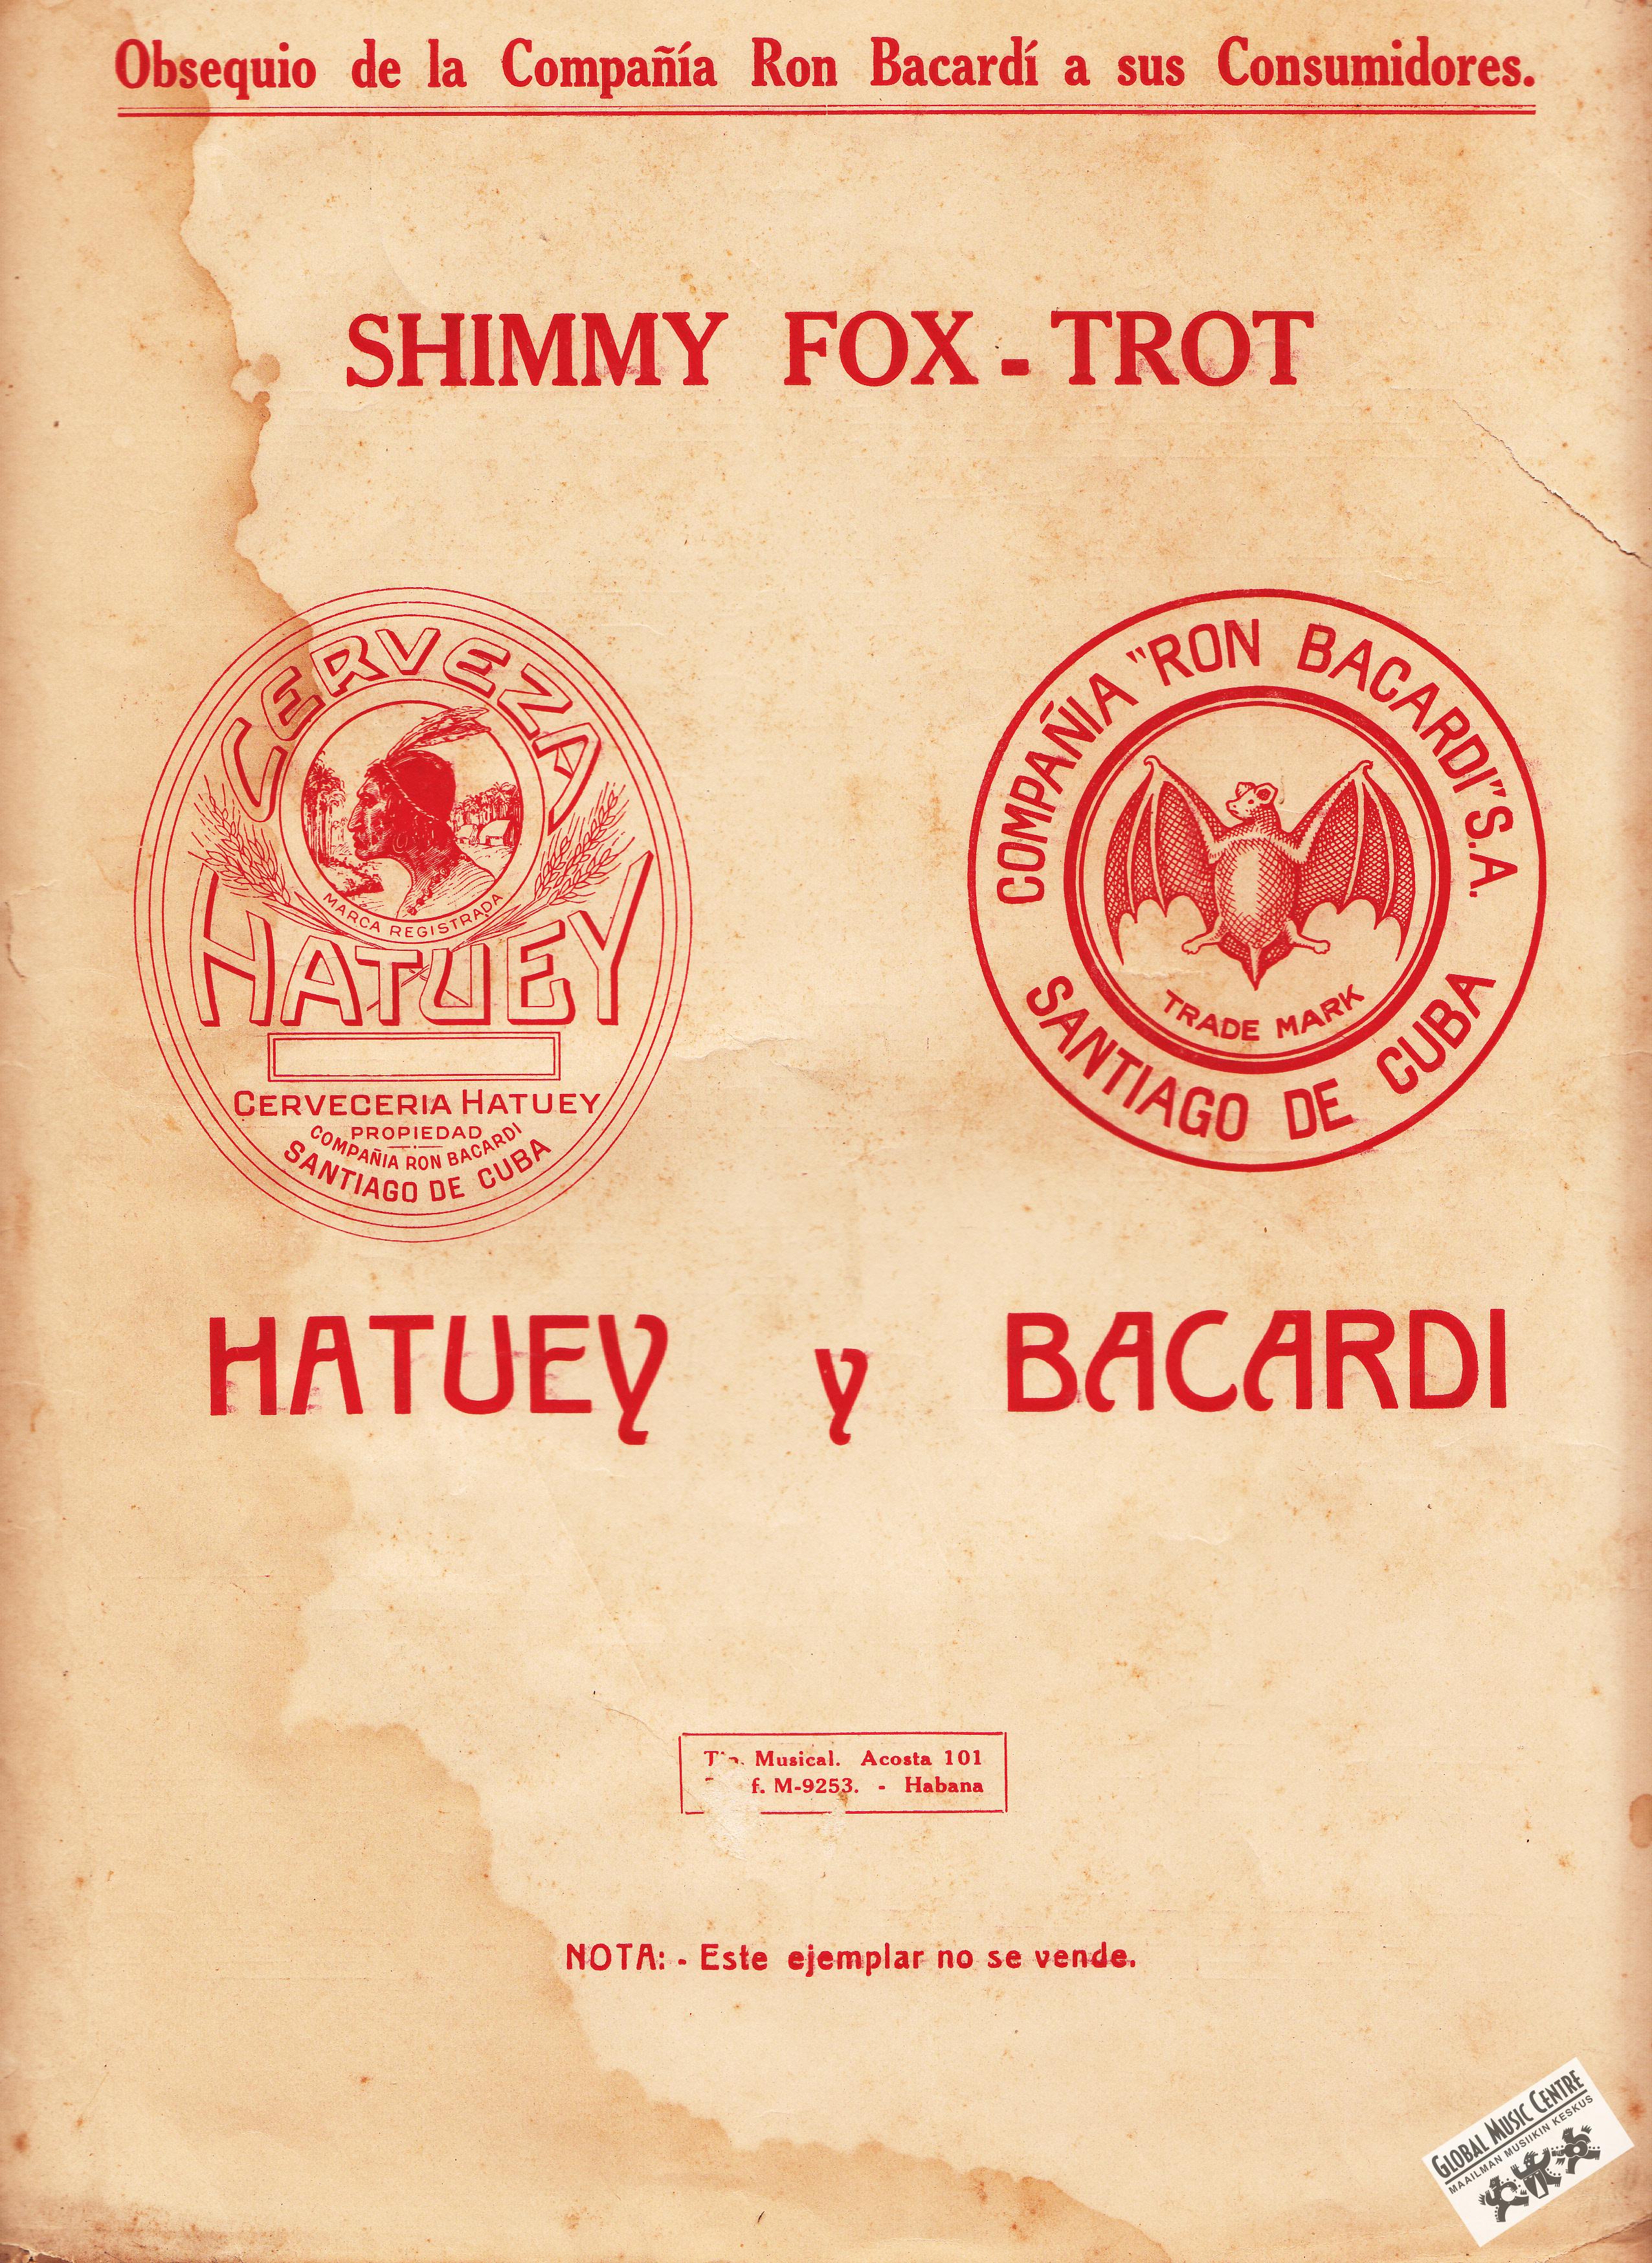 Obsequio de la Compañía Ron Bacardí a sus Consumidores.
SHIMMY FOX-TROT
CERVEZA
MARCA REGISTRADA
HATUEY
CERVECERIA HATUEY
PROPIEDAD
COMPAÑIA RON BACARDI
SANTIAGO DE CUBA
COMPAÑIA "RON BACARDI" S.A.
TRADE MARK
SANTIAGO DE CUBA
HATUEY y BACARDI
Musical. Acosta 101
M-9253. - Habana
NOTA: - Este ejemplar no se vende.
GLOBAL MUSIC CENTRE
MAAILMAN MUSIIKIN KESKUS